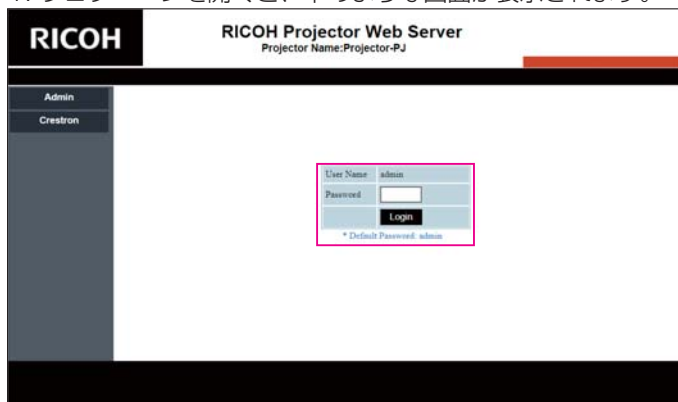 RICOH
RICOH Projector Web Server
Projector Name:Projector-PJ
Admin
Crestron
User Name admin
Password
Login
* Default Password: admin